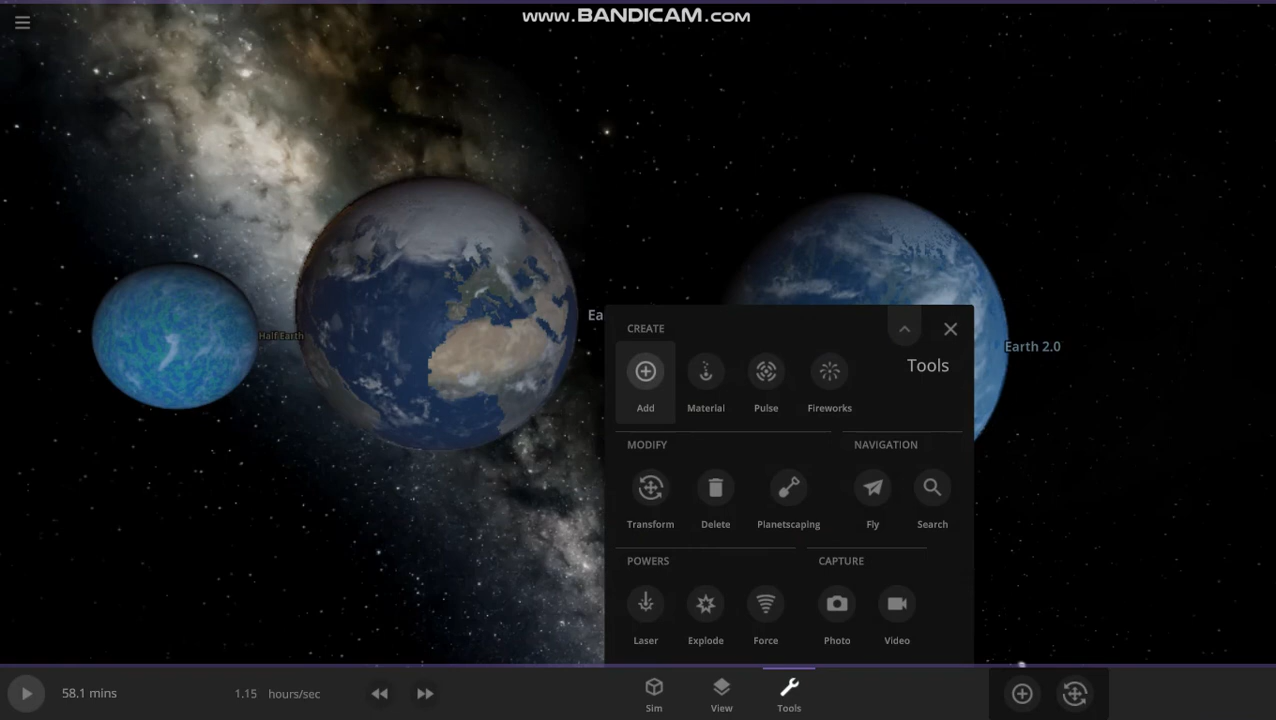 www.BANDICAM.com
Half Earth
Ea
Earth 2.0
CREATE
Tools
Add
Material
Pulse
Fireworks
MODIFY
NAVIGATION
Transform
Delete
Planetscaping
Fly
Search
POWERS
CAPTURE
Laser
Explode
Force
Photo
Video
58.1 mins
1.15 hours/sec
Sim
View
Tools